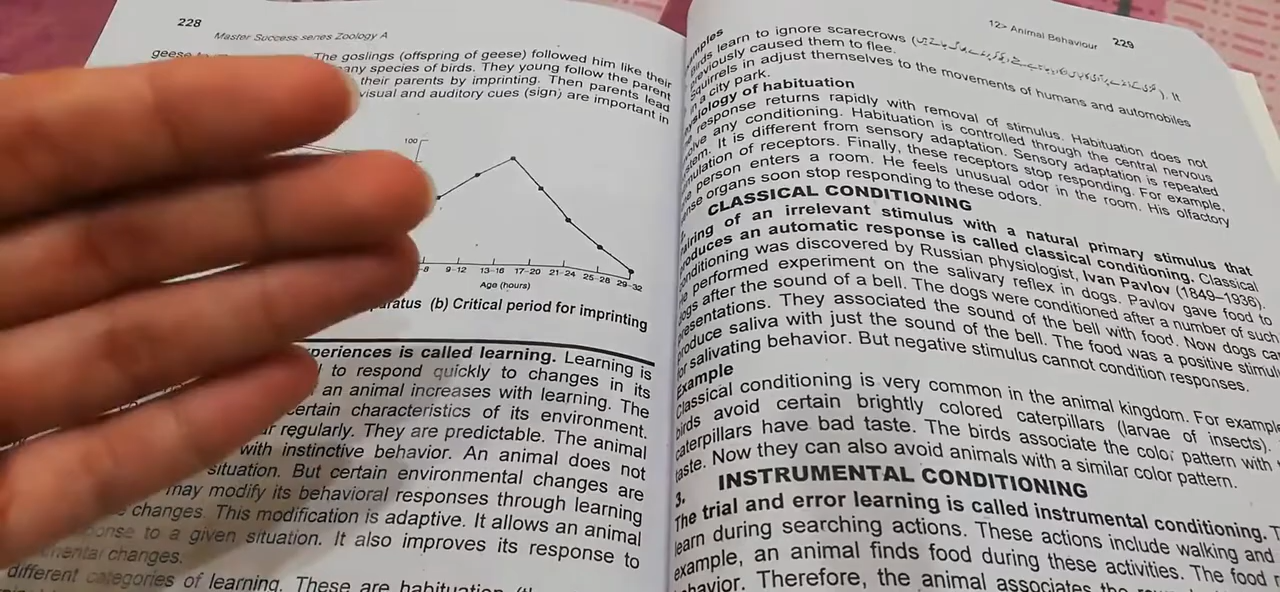 228
Master Success series Zoology A
The goslings (offspring of geese) followed him like their
many species of birds. They young follow the parent
their parents by imprinting. Then parents lead
visual and auditory cues (sign) are important in
100
9-12 13-16 17-20 21-24 25-28 29-32
Age (hours)
(b) Critical period for imprinting
is called learning. Learning is
to respond quickly to changes in its
an animal increases with learning. The
certain characteristics of its environment.
regularly. They are predictable. The animal
with instinctive behavior. An animal does not
situation. But certain environmental changes are
may modify its behavioral responses through learning
changes. This modification is adaptive. It allows an animal
to a given situation. It also improves its response to
changes.
different categories of learning. These are habituation
12> Animal Behaviour 229
learn to ignore scarecrows ( ). It
previously caused them to flee.
squirrels in adjust themselves to the movements of humans and automobiles
a city park.
of habituation
response returns rapidly with removal of stimulus. Habituation does not
any conditioning. Habituation is controlled through the central nervous
It is different from sensory adaptation. Sensory adaptation is repeated
of receptors. Finally, these receptors stop responding. For example,
person enters a room. He feels unusual odor in the room. His olfactory
organs soon stop responding to these odors.
CLASSICAL CONDITIONING
of an irrelevant stimulus with a natural primary stimulus that
an automatic response is called classical conditioning. Classical
conditioning was discovered by Russian physiologist, Ivan Pavlov (1849–1936).
performed experiment on the salivary reflex in dogs. Pavlov gave food to
after the sound of a bell. The dogs were conditioned after a number of such
presentations. They associated the sound of the bell with food. Now dogs
produce saliva with just the sound of the bell. The food was a positive
for salivating behavior. But negative stimulus cannot condition responses.
Example
Classical conditioning is very common in the animal kingdom. For example
birds avoid certain brightly colored caterpillars (larvae of insects).
caterpillars have bad taste. The birds associate the color pattern with
taste. Now they can also avoid animals with a similar color pattern.
3. INSTRUMENTAL CONDITIONING
The trial and error learning is called instrumental conditioning.
learn during searching actions. These actions include walking and
example, an animal finds food during these activities. The food
Therefore, the animal associates